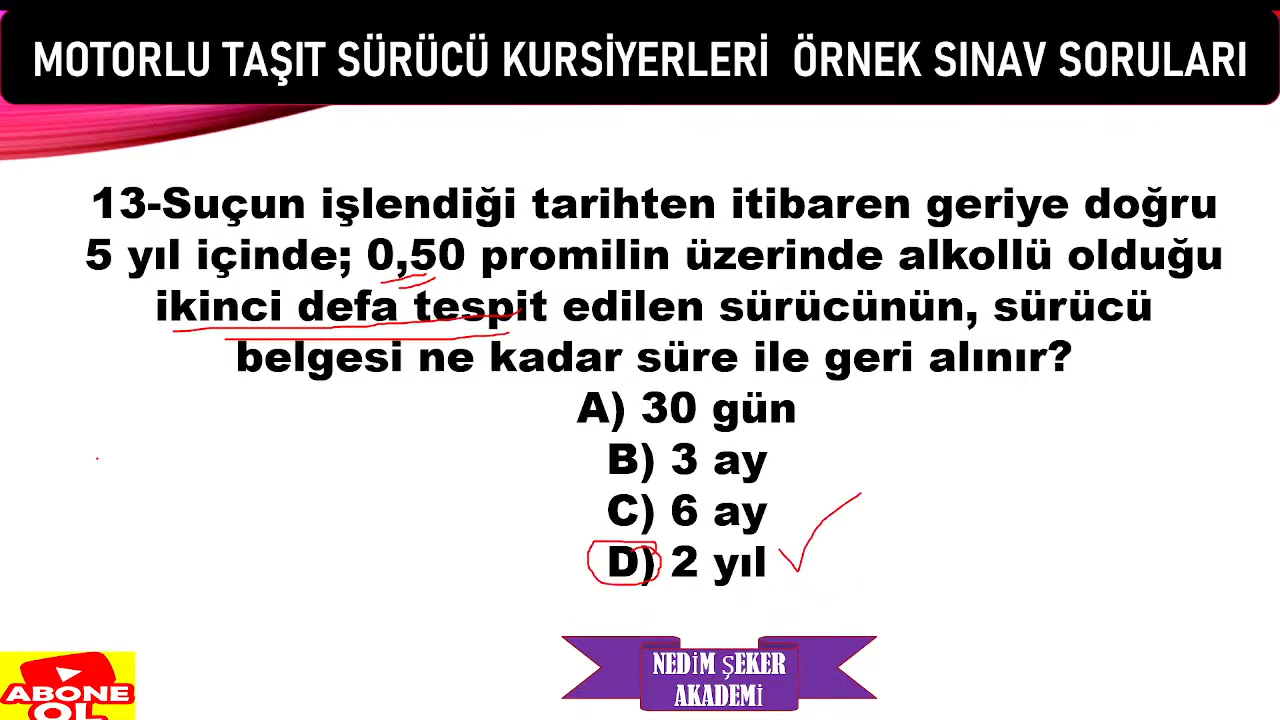 MOTORLU TAŞIT SÜRÜCÜ KURSİYERLERİ ÖRNEK SINAV SORULARI
13-Suçun işlendiği tarihten itibaren geriye doğru
5 yıl içinde; 0,50 promilin üzerinde alkollü olduğu
ikinci defa tespit edilen sürücünün, sürücü
belgesi ne kadar süre ile geri alınır?
A) 30 gün
B) 3 ay
C) 6 ay
D) 2 yıl
NEDİM ŞEKER
AKADEMİ
ABONE
OL